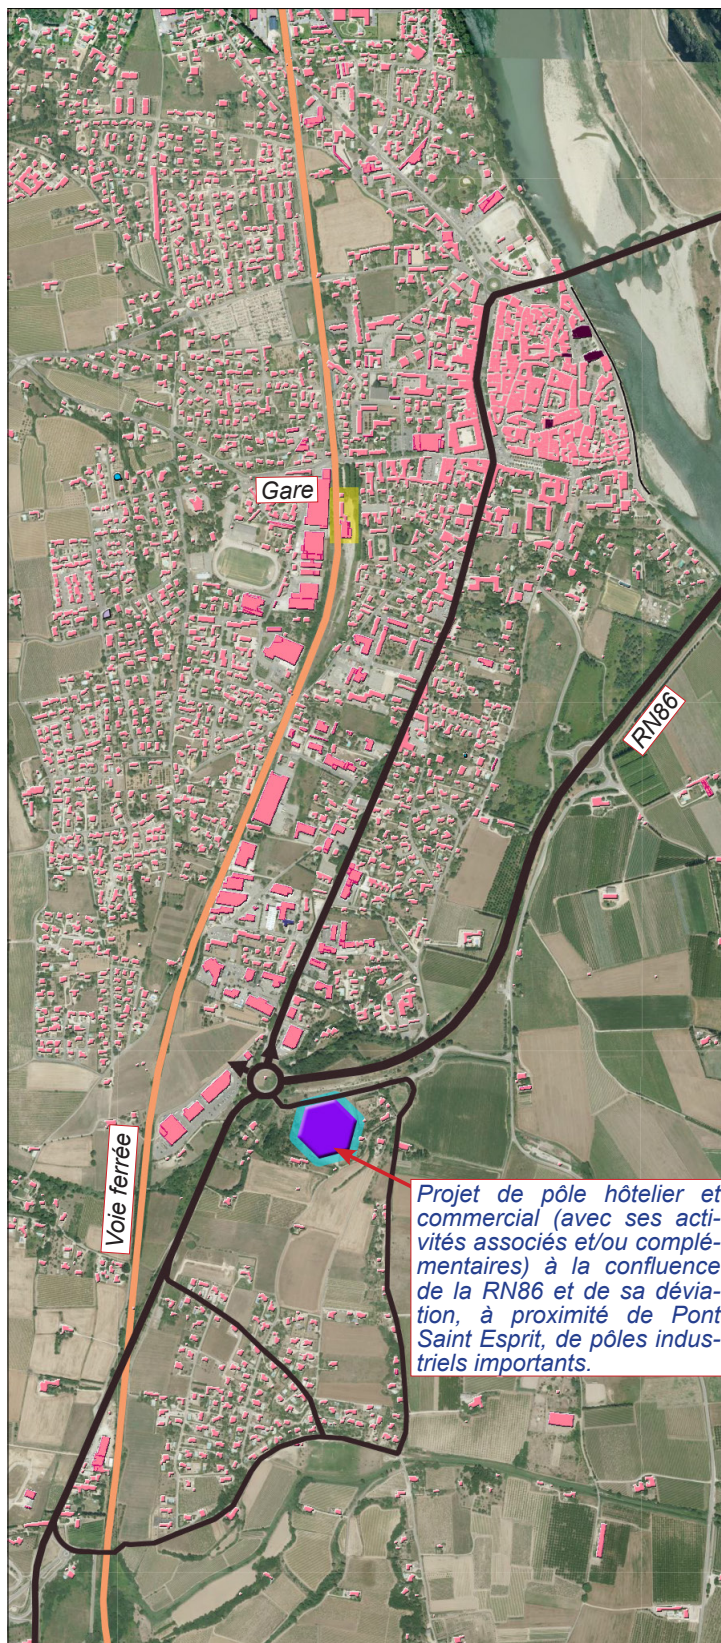 Gare
RN86
Voie ferrée
Projet de pôle hôtelier et
commercial (avec ses acti-
vités associés et/ou complé-
mentaires) à la confluence
de la RN86 et de sa dévia-
tion, à proximité de Pont
Saint Esprit, de pôles indus-
triels importants.